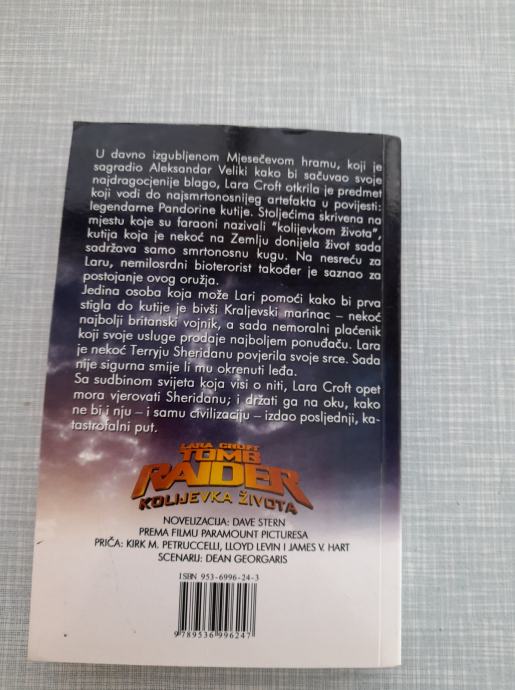 U davno izgubljenom Mjesečevom hramu, koji je
sagradio Aleksandar Veliki kako bi sačuvao svoje
najdragocjenije blago, Lara Croft otkrila je predmet
koji vodi do najsmrtonosnijeg artefakta u povijesti:
legendarne Pandorine kutije. Stoljećima skrivena na
mjestu koje su faraoni nazivali "kolijevkom života",
kutija koja je nekoć na Zemlju donijela život sada
sadržava samo smrtonosnu kugu. Na nesreću za
Laru, nemilosrdni bioterorist također je saznao za
postojanje ovog oružja.
Jedina osoba koja može Lari pomoći kako bi prva
stigla do kutije je bivši Kraljevski marinac – nekoć
najbolji britanski vojnik, a sada nemoralni plaćenik
koji svoje usluge prodaje najboljem ponuđaču. Lara
je nekoć Terryju Sheridanu povjerila svoje srce. Sada
nije sigurna smije li mu okrenuti leđa.
Sa sudbinom svijeta koja visi o niti, Lara Croft opet
mora vjerovati Sheridanu; i držati ga na oku, kako
ne bi i nju – i samu civilizaciju – izdao posljednji, ka-
tastrofalni put.
LARA CROFT
TOMB
RAIDER
KOLIJEVKA ŽIVOTA
NOVELIZACIJA: DAVE STERN
PREMA FILMU PARAMOUNT PICTURESA
PRIČA: KIRK M. PETRUCCELLI, LLOYD LEVIN I JAMES V. HART
SCENARIJ: DEAN GEORGARIS
ISBN 953-6996-24-3
9789536996247